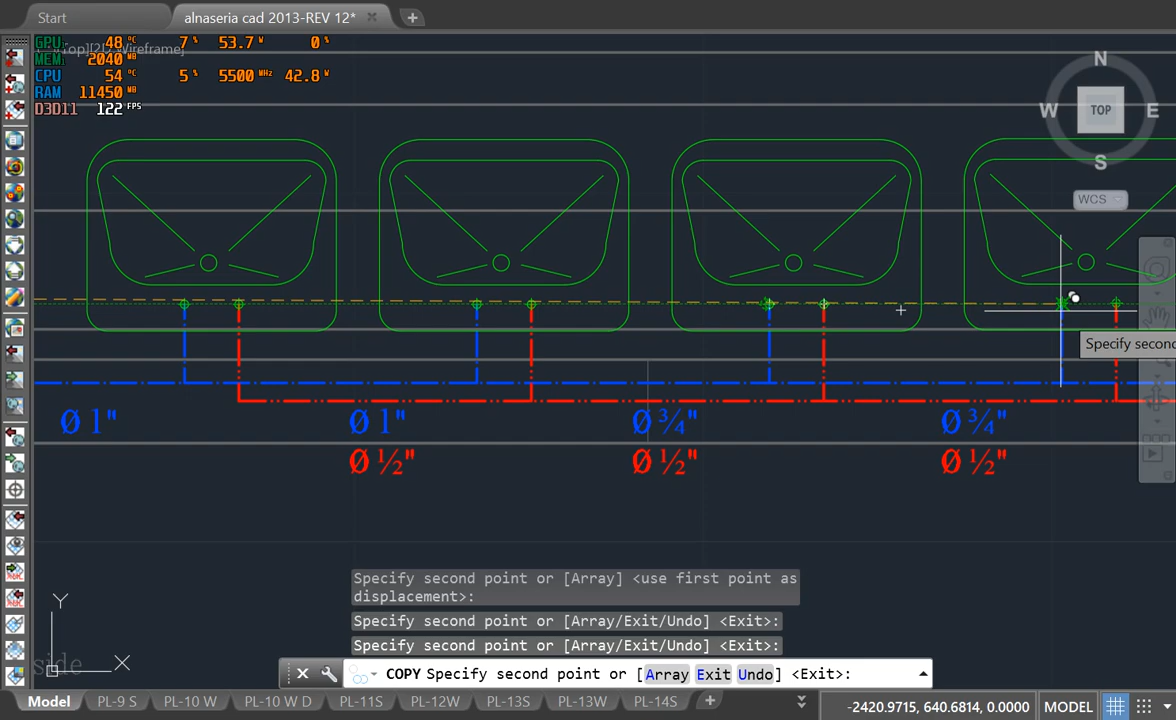 Start
alnaseria cad 2013-REV 12*
GPU 48 °C 7 % 53.7 W 0 %
Top][2D Wireframe]
MEM 2040 MB
CPU 54 °C 5 % 5500 MHz 42.8 W
RAM 11450 MB
D3D11 122 FPS
N
W TOP E
S
WCS
Specify second
Ø 1" Ø 1" Ø ¾" Ø ¾"
Ø ½" Ø ½" Ø ½"
Specify second point or [Array] <use first point as
displacement>:
Specify second point or [Array/Exit/Undo] <Exit>:
Specify second point or [Array/Exit/Undo] <Exit>:
Y
X
side
COPY Specify second point or [Array Exit Undo] <Exit>:
Model PL-9 S PL-10 W PL-10 W D PL-11S PL-12W PL-13S PL-13W PL-14S
-2420.9715, 640.6814, 0.0000 MODEL